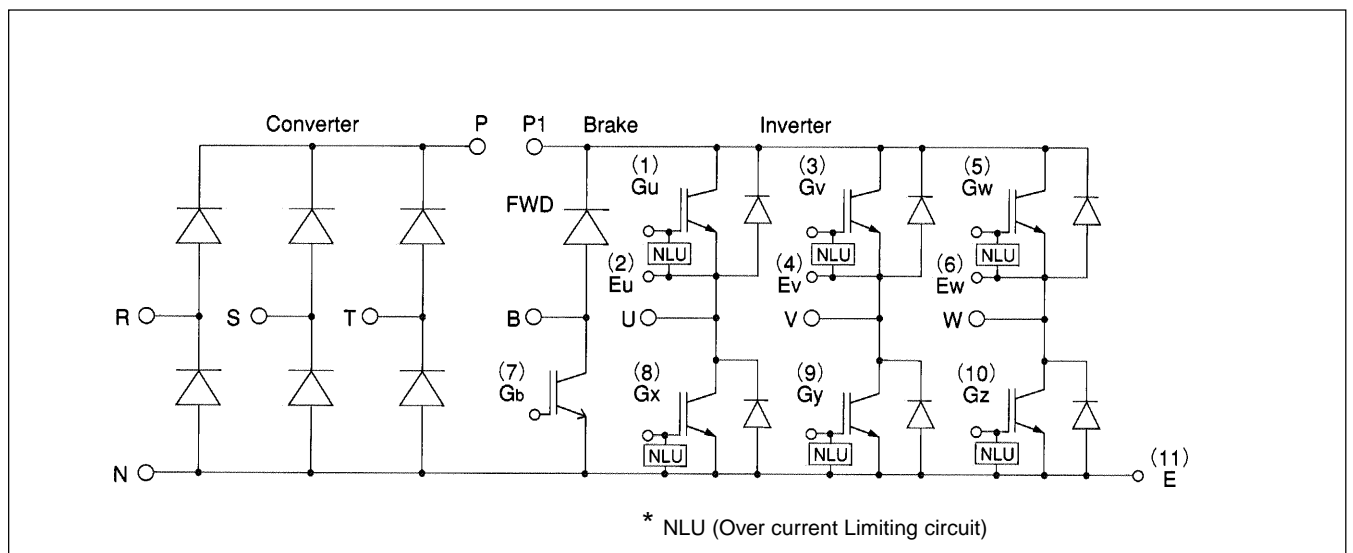 Converter P P1 Brake Inverter
(1) (3) (5)
Gu Gv Gw
FWD
NLU NLU NLU
(2) (4) (6)
Eu Ev Ew
R S T B U V W
(7) (8) (9) (10)
Gb Gx Gy Gz
NLU NLU NLU
(11)
N E
* NLU (Over current Limiting circuit)